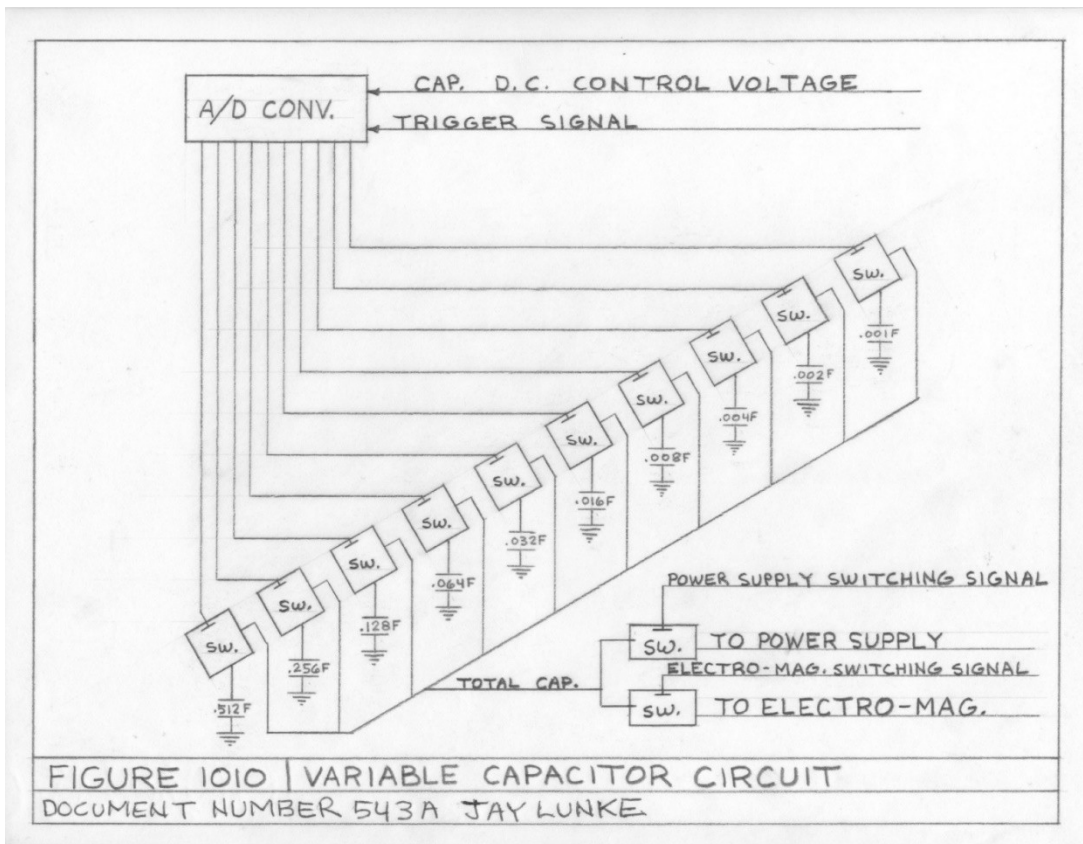 CAP. D.C. CONTROL VOLTAGE
A/D CONV.
TRIGGER SIGNAL
SW.
.001F
SW.
.002F
SW.
.004F
SW.
.008F
SW.
.016F
SW.
.032F
SW.
.064F
SW.
.128F
SW.
.256F
SW.
.512F
POWER SUPPLY SWITCHING SIGNAL
SW. TO POWER SUPPLY
ELECTRO-MAG. SWITCHING SIGNAL
TOTAL CAP.
SW. TO ELECTRO-MAG.
FIGURE 1010 | VARIABLE CAPACITOR CIRCUIT
DOCUMENT NUMBER 543A JAY LUNKE